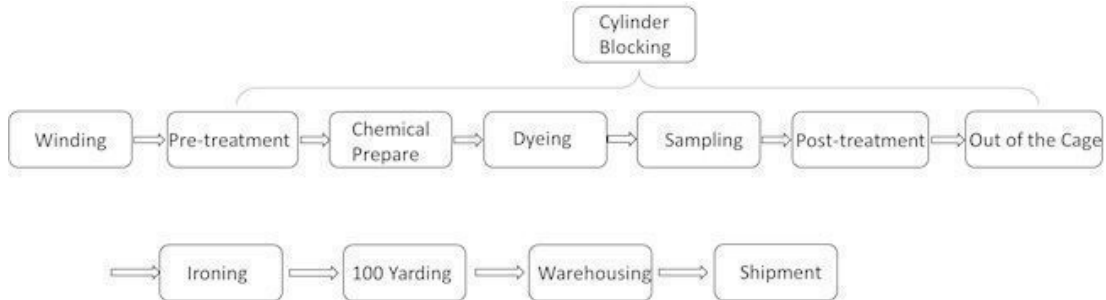 Cylinder
Blocking
Winding
Pre-treatment
Chemical
Prepare
Dyeing
Sampling
Post-treatment
Out of the Cage
Ironing
100 Yarding
Warehousing
Shipment